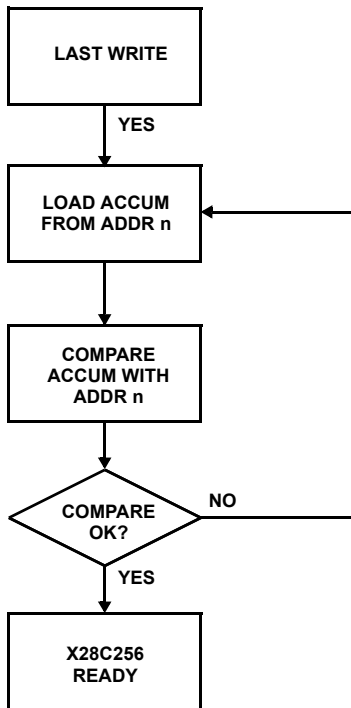 LAST WRITE
YES
LOAD ACCUM
FROM ADDR n
COMPARE
ACCUM WITH
ADDR n
COMPARE
OK?
NO
YES
X28C256
READY